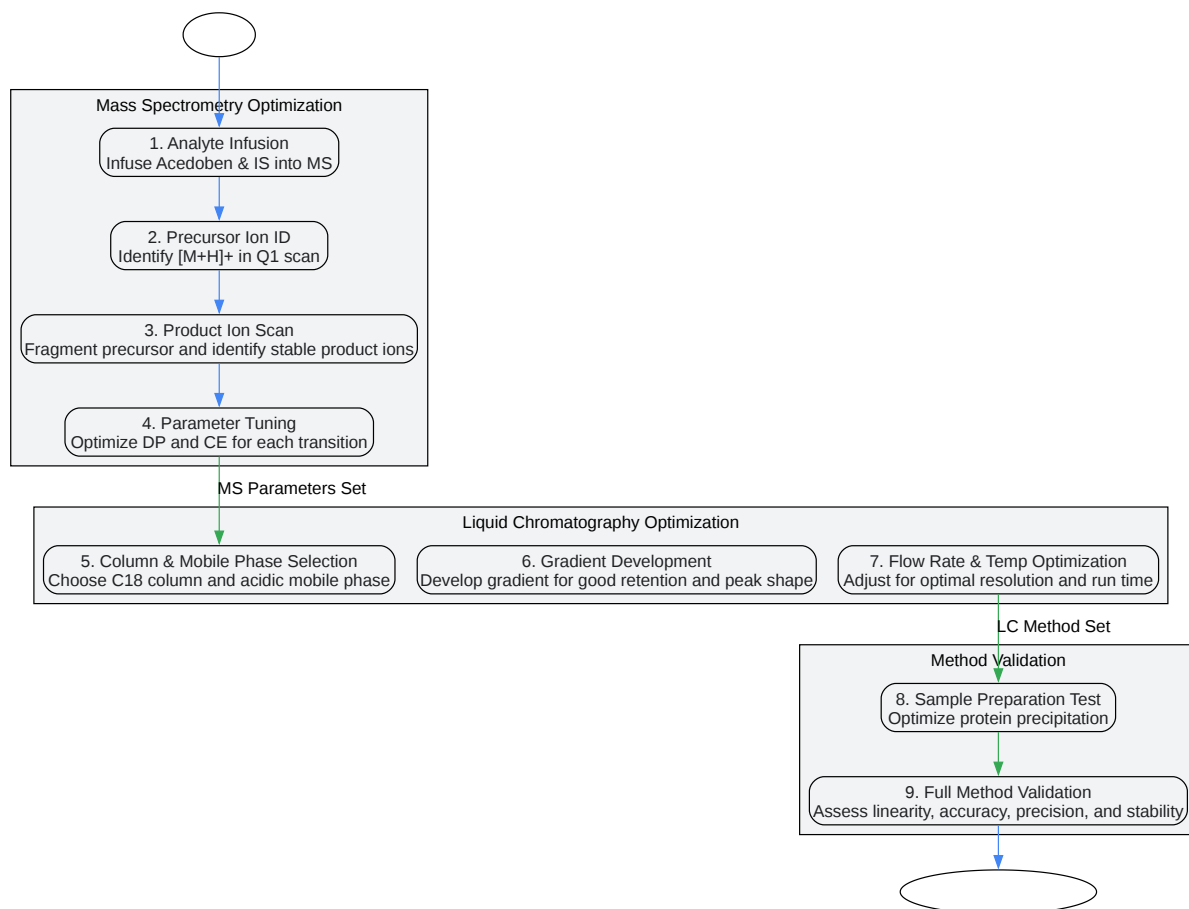 Mass Spectrometry Optimization
1. Analyte Infusion
Infuse Acedoben & IS into MS
2. Precursor Ion ID
Identify [M+H]+ in Q1 scan
3. Product Ion Scan
Fragment precursor and identify stable product ions
4. Parameter Tuning
Optimize DP and CE for each transition
MS Parameters Set
Liquid Chromatography Optimization
5. Column & Mobile Phase Selection
Choose C18 column and acidic mobile phase
6. Gradient Development
Develop gradient for good retention and peak shape
7. Flow Rate & Temp Optimization
Adjust for optimal resolution and run time
LC Method Set
Method Validation
8. Sample Preparation Test
Optimize protein precipitation
9. Full Method Validation
Assess linearity, accuracy, precision, and stability